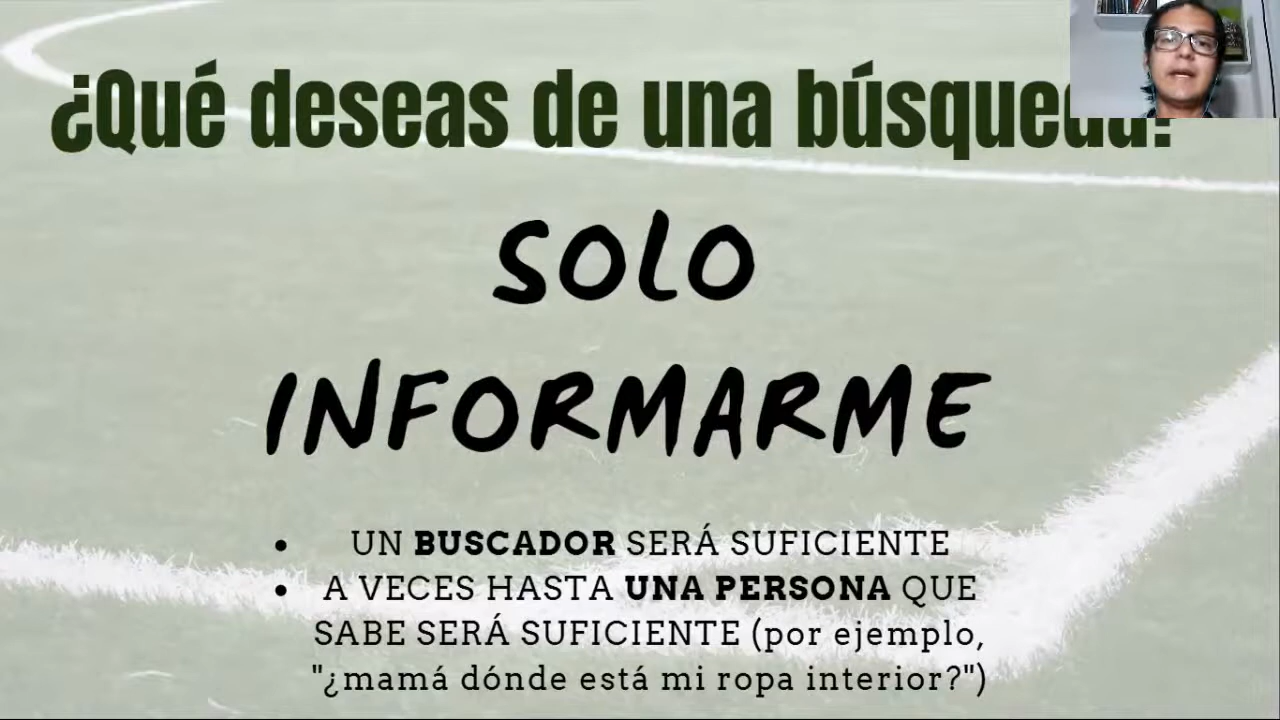 ¿Qué deseas de una búsqueda?
SOLO
INFORMARME
• UN BUSCADOR SERÁ SUFICIENTE
• A VECES HASTA UNA PERSONA QUE
SABE SERÁ SUFICIENTE (por ejemplo,
"¿mamá dónde está mi ropa interior?")